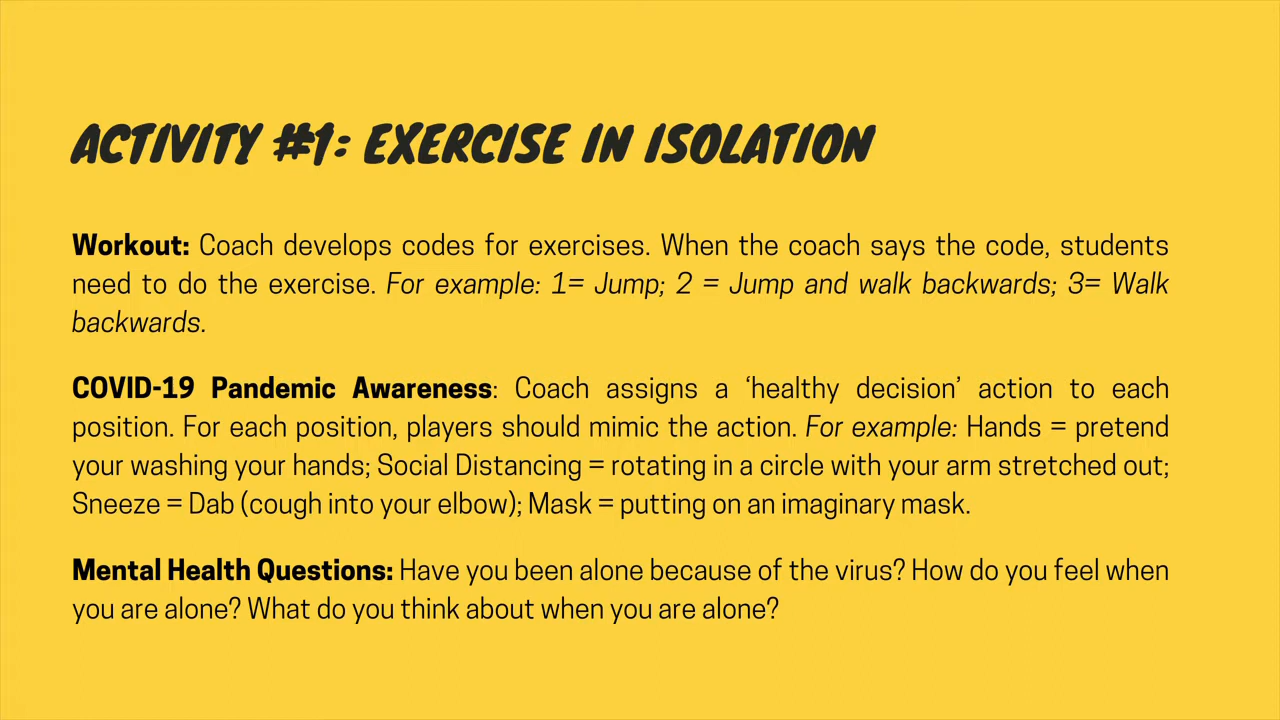 ACTIVITY #1: EXERCISE IN ISOLATION
Workout: Coach develops codes for exercises. When the coach says the code, students
need to do the exercise. For example: 1= Jump; 2 = Jump and walk backwards; 3= Walk
backwards.
COVID-19 Pandemic Awareness: Coach assigns a ‘healthy decision’ action to each
position. For each position, players should mimic the action. For example: Hands = pretend
your washing your hands; Social Distancing = rotating in a circle with your arm stretched out;
Sneeze = Dab (cough into your elbow); Mask = putting on an imaginary mask.
Mental Health Questions: Have you been alone because of the virus? How do you feel when
you are alone? What do you think about when you are alone?